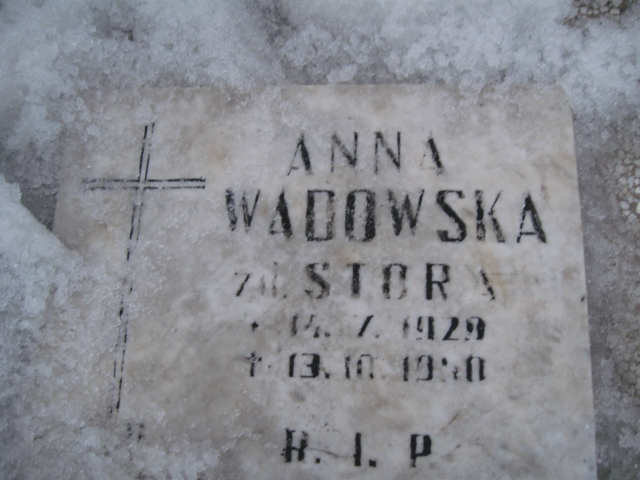 ANNA
WADOWSKA
STORA
* 14. 7. 1929
† 13. 10.
R. I. P.